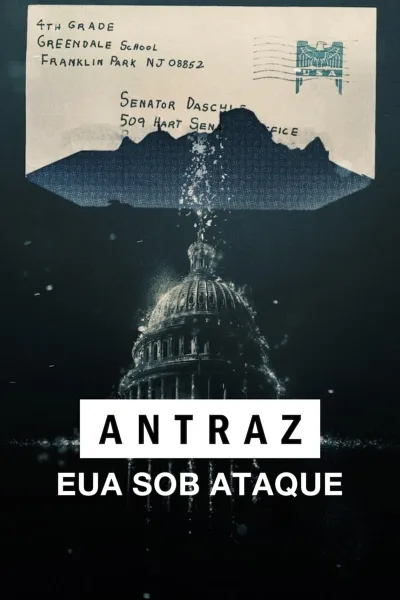 4TH GRADE
GREENDALE SCHOOL
FRANKLIN PARK NJ 08852
USA
SENATOR DASCHLE
509 HART SENATE OFFICE
ANTRAZ
EUA SOB ATAQUE